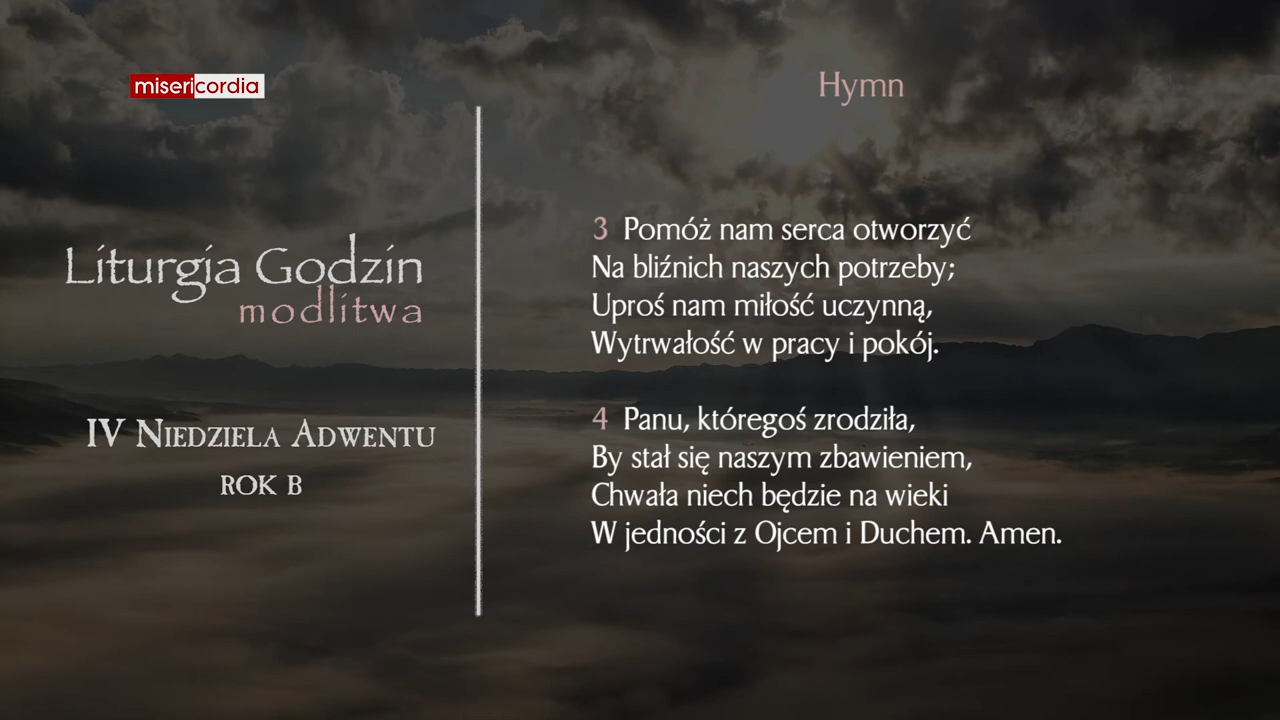 misericordia
Liturgia Godzin
modlitwa
IV Niedziela Adwentu
ROK B
Hymn
3 Pomóż nam serca otworzyć
Na bliźnich naszych potrzeby;
Uproś nam miłość uczynną,
Wytrwałość w pracy i pokój.
4 Panu, któregoś zrodziła,
By stał się naszym zbawieniem,
Chwała niech będzie na wieki
W jedności z Ojcem i Duchem. Amen.